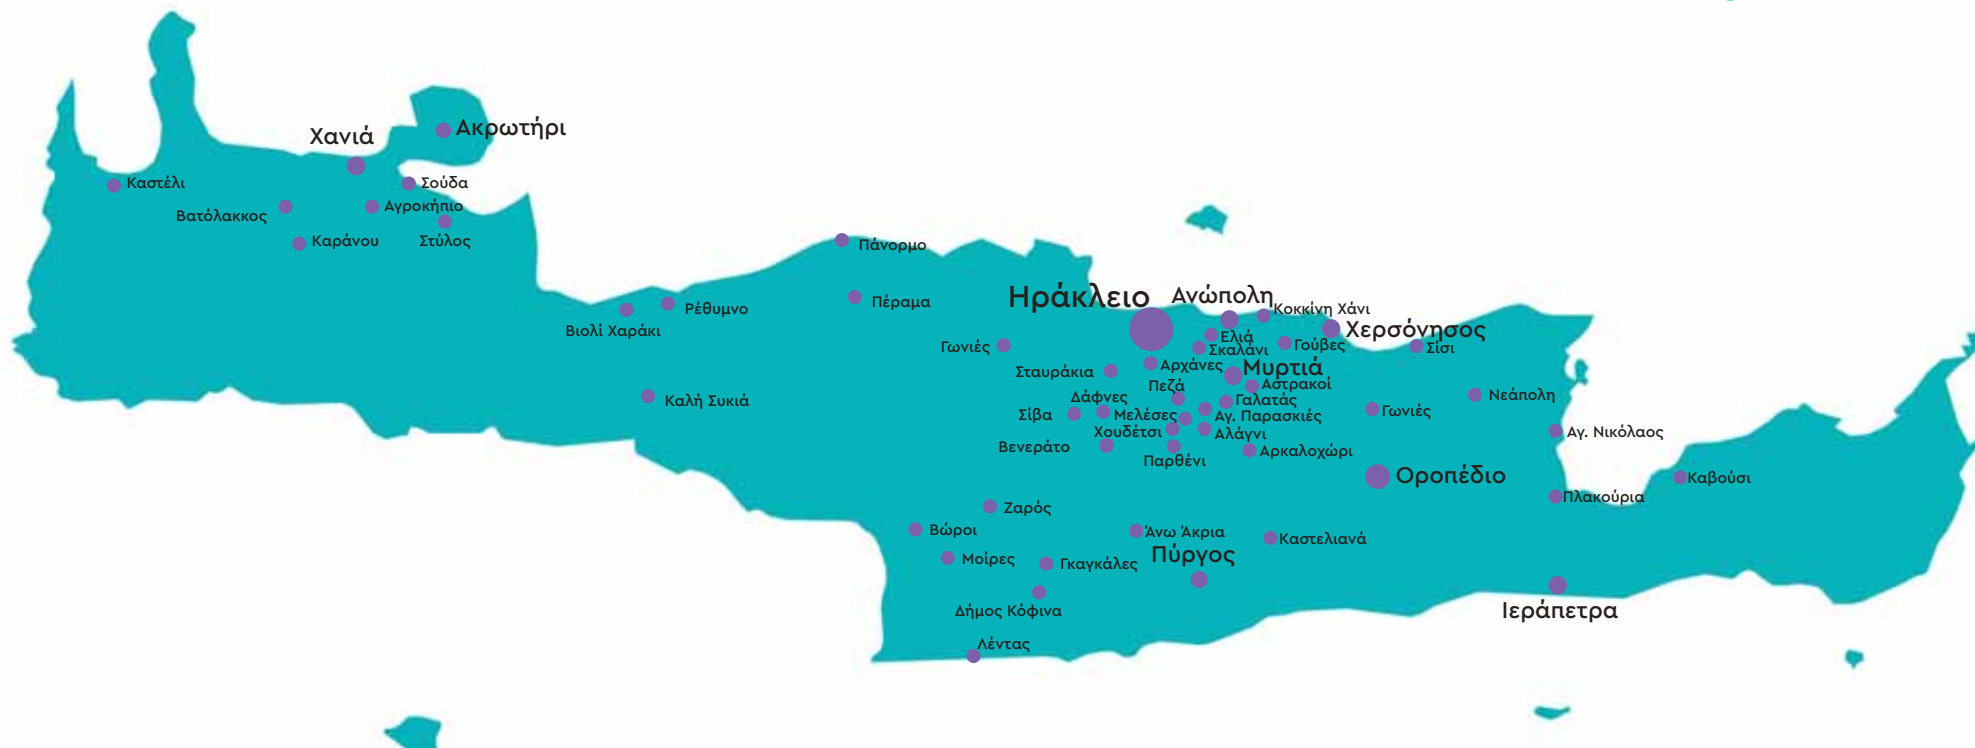 Χανιά
Ακρωτήρι
Καστέλι
Σούδα
Βατόλακκος
Αγροκήπιο
Καράνου
Στύλος
Πάνορμο
Πέραμα
Ρέθυμνο
Βιολί Χαράκι
Καλή Συκιά
Ηράκλειο
Ανώπολη
Κοκκίνη Χάνι
Χερσόνησος
Ελιά
Σκαλάνι
Γούβες
Σίσι
Γωνιές
Σταυράκια
Αρχάνες
Μυρτιά
Πεζά
Αστρακοί
Δάφνες
Γαλατάς
Νεάπολη
Σίβα
Μελέσες
Αγ. Παρασκιές
Γωνιές
Χουδέτσι
Αλάγνι
Αγ. Νικόλαος
Βενεράτο
Παρθένι
Αρκαλοχώρι
Οροπέδιο
Καβούσι
Πλακούρια
Ζαρός
Βώροι
Άνω Άκρια
Καστελιανά
Πύργος
Μοίρες
Γκαγκάλες
Δήμος Κόφινα
Ιεράπετρα
Λέντας